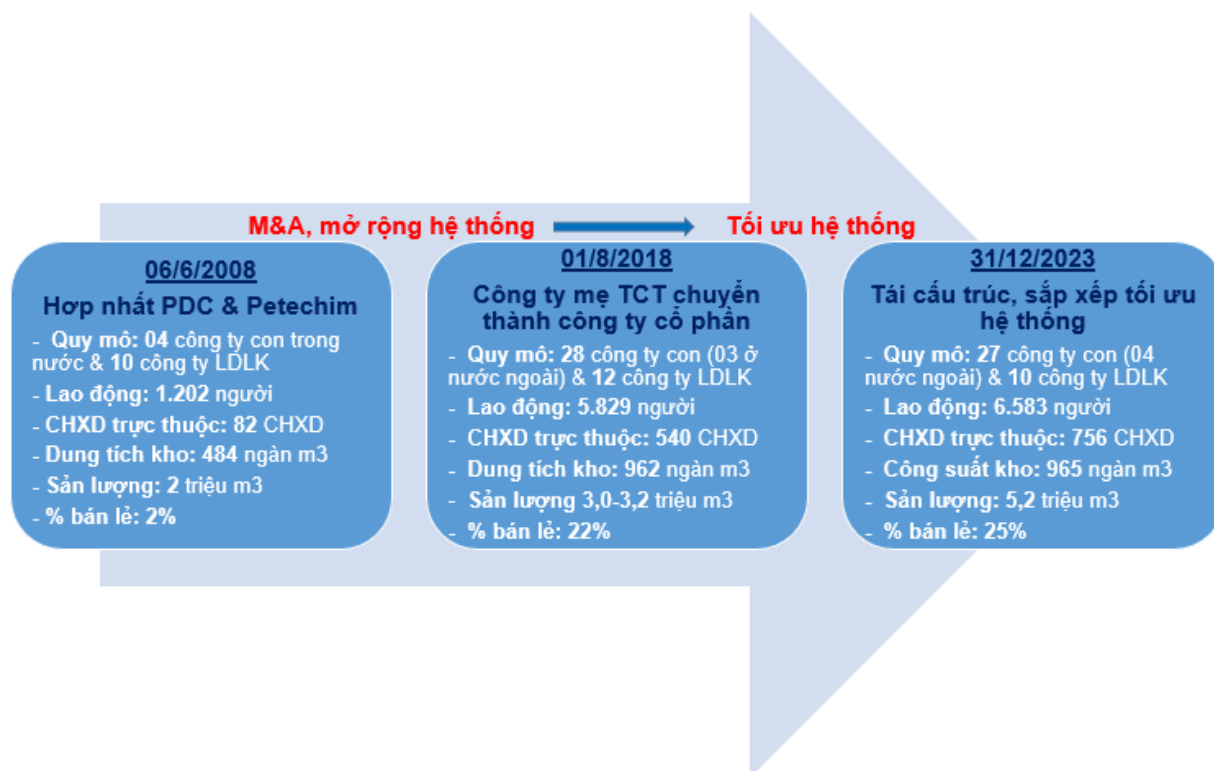 M&A, mở rộng hệ thống
Tối ưu hệ thống
06/6/2008
Hợp nhất PDC & Petechim
- Quy mô: 04 công ty con trong
nước & 10 công ty LDLK
- Lao động: 1.202 người
- CHXD trực thuộc: 82 CHXD
- Dung tích kho: 484 ngàn m3
- Sản lượng: 2 triệu m3
- % bán lẻ: 2%
01/8/2018
Công ty mẹ TCT chuyển
thành công ty cổ phần
- Quy mô: 28 công ty con (03 ở
nước ngoài) & 12 công ty LDLK
- Lao động: 5.829 người
- CHXD trực thuộc: 540 CHXD
- Dung tích kho: 962 ngàn m3
- Sản lượng 3,0-3,2 triệu m3
- % bán lẻ: 22%
31/12/2023
Tái cấu trúc, sắp xếp tối ưu
hệ thống
- Quy mô: 27 công ty con (04
nước ngoài) & 10 công ty LDLK
- Lao động: 6.583 người
- CHXD trực thuộc: 756 CHXD
- Công suất kho: 965 ngàn m3
- Sản lượng: 5,2 triệu m3
- % bán lẻ: 25%